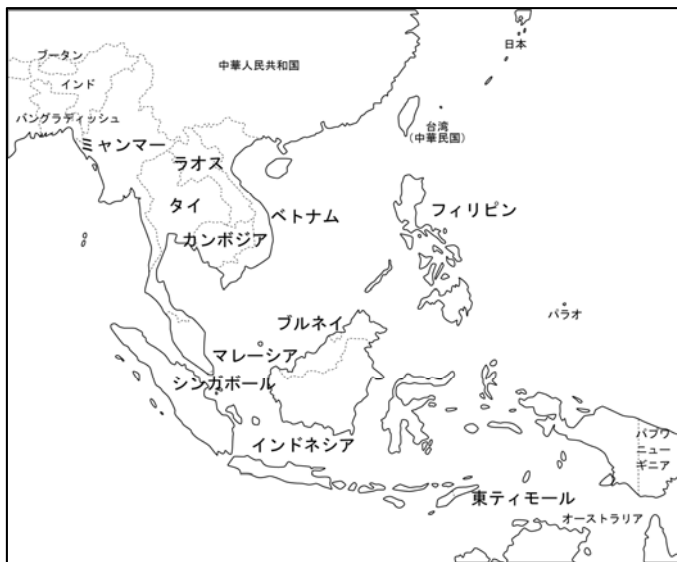 日本
ブータン
中華人民共和国
インド
バングラディッシュ
台湾
(中華民国)
ミャンマー
ラオス
タイ
ベトナム
フィリピン
カンボジア
パラオ
ブルネイ
マレーシア
シンガポール
インドネシア
パプワ
ニュー
ギニア
東ティモール
オーストラリア